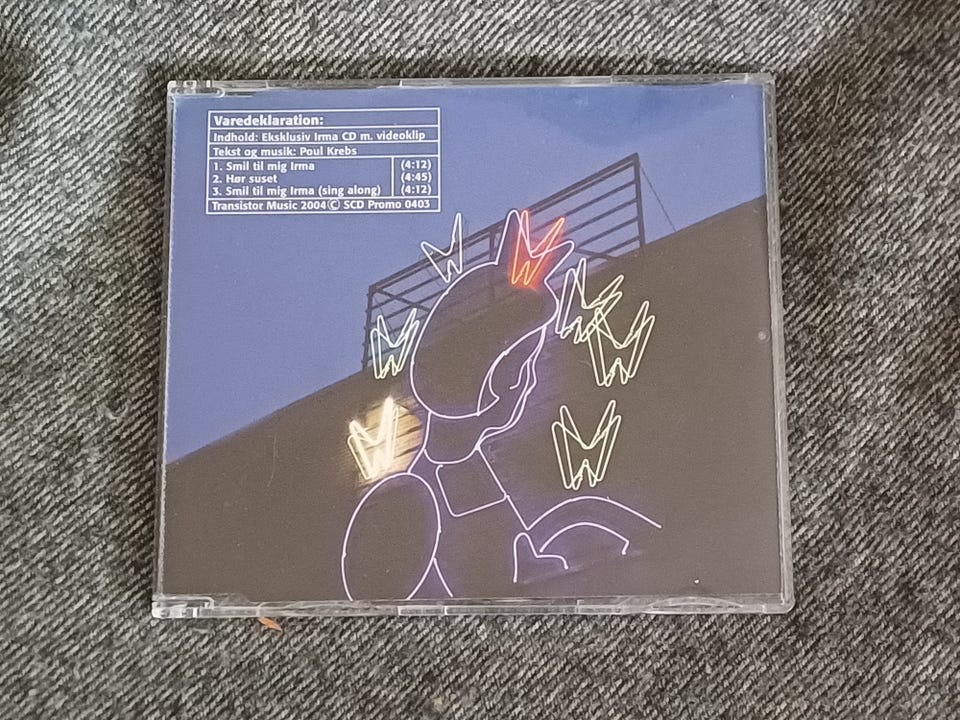 Varedeklaration:
Indhold: Eksklusiv Irma CD m. videoklip
Tekst og musik: Poul Krebs
1. Smil til mig Irma (4:12)
2. Hør suset (4:45)
3. Smil til mig Irma (sing along) (4:12)
Transistor Music 2004© SCD Promo 0403